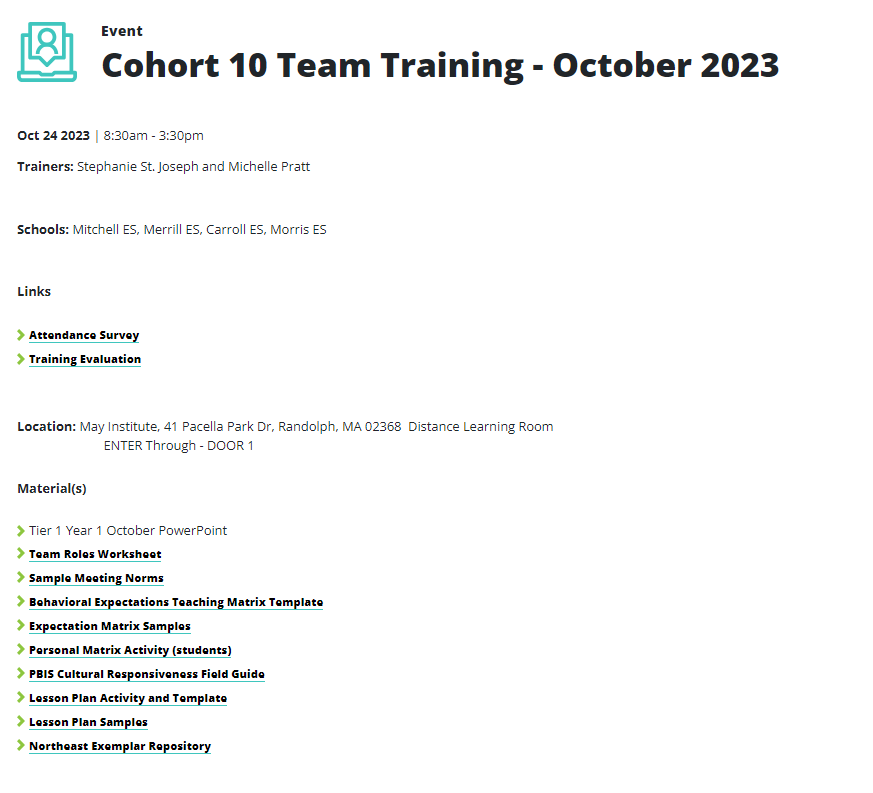 Event
Cohort 10 Team Training - October 2023
Oct 24 2023 | 8:30am - 3:30pm
Trainers: Stephanie St. Joseph and Michelle Pratt
Schools: Mitchell ES, Merrill ES, Carroll ES, Morris ES
Links
Attendance Survey
Training Evaluation
Location: May Institute, 41 Pacella Park Dr, Randolph, MA 02368  Distance Learning Room
ENTER Through - DOOR 1
Material(s)
Tier 1 Year 1 October PowerPoint
Team Roles Worksheet
Sample Meeting Norms
Behavioral Expectations Teaching Matrix Template
Expectation Matrix Samples
Personal Matrix Activity (students)
PBIS Cultural Responsiveness Field Guide
Lesson Plan Activity and Template
Lesson Plan Samples
Northeast Exemplar Repository